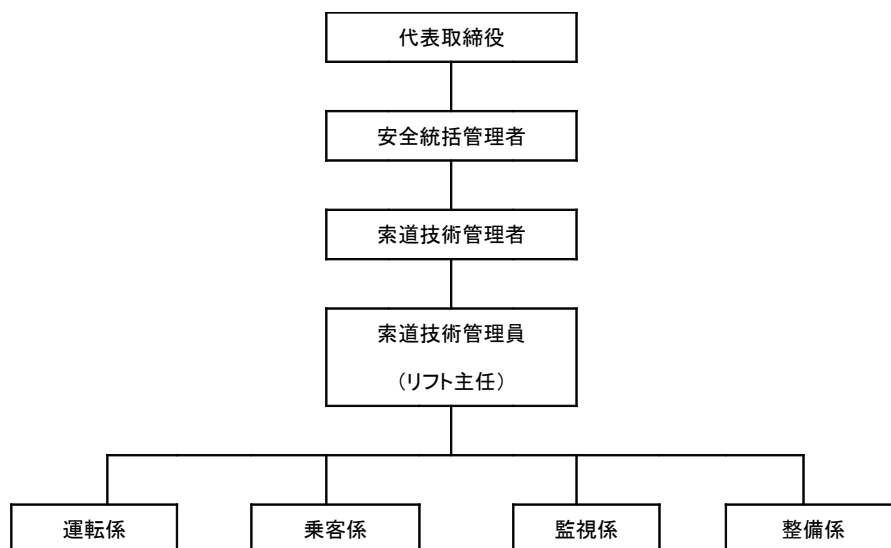 代表取締役
安全統括管理者
索道技術管理者
索道技術管理員
（リフト主任）
運転係
乗客係
監視係
整備係